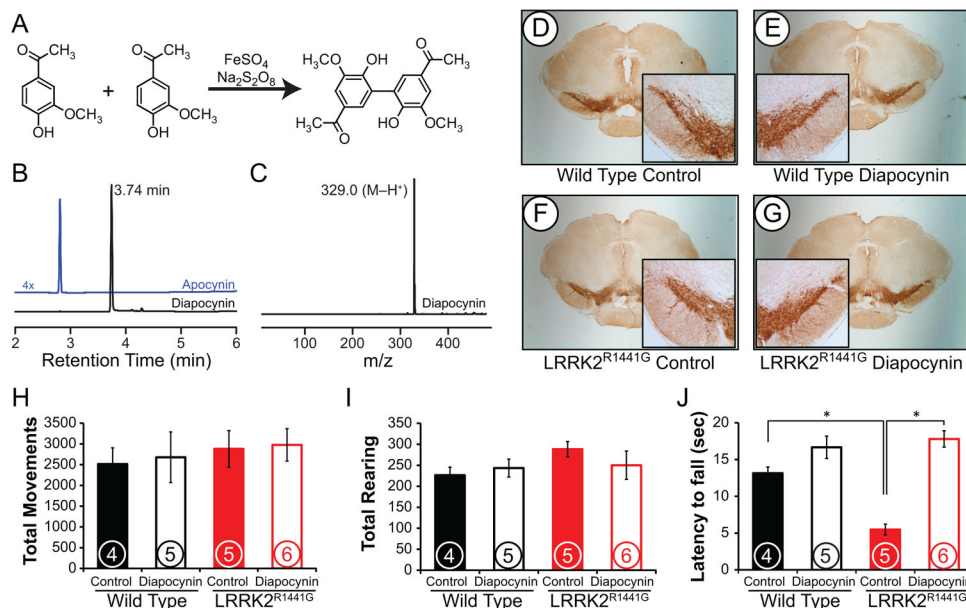 A
O
CH₃
OCH₃
OH
+
O
CH₃
OCH₃
OH
FeSO₄
Na₂S₂O₈
OH
H₃CO
O
CH₃
CH₃
O
HO
OCH₃
B
3.74 min
4x
Apocynin
Diapocynin
2 3 4 5 6
Retention Time (min)
C
329.0 (M–H⁺)
Diapocynin
100 200 300 400
m/z
D
Wild Type Control
E
Wild Type Diapocynin
F
LRRK2ᴿ¹⁴⁴¹ᴳ Control
G
LRRK2ᴿ¹⁴⁴¹ᴳ Diapocynin
H
Total Movements
3500
3000
2500
2000
1500
1000
500
0
4 5 5 6
Control Diapocynin Control Diapocynin
Wild Type LRRK2ᴿ¹⁴⁴¹ᴳ
I
Total Rearing
350
300
250
200
150
100
50
0
4 5 5 6
Control Diapocynin Control Diapocynin
Wild Type LRRK2ᴿ¹⁴⁴¹ᴳ
J
Latency to fall (sec)
20
15
10
5
0
* *
4 5 5 6
Control Diapocynin Control Diapocynin
Wild Type LRRK2ᴿ¹⁴⁴¹ᴳ